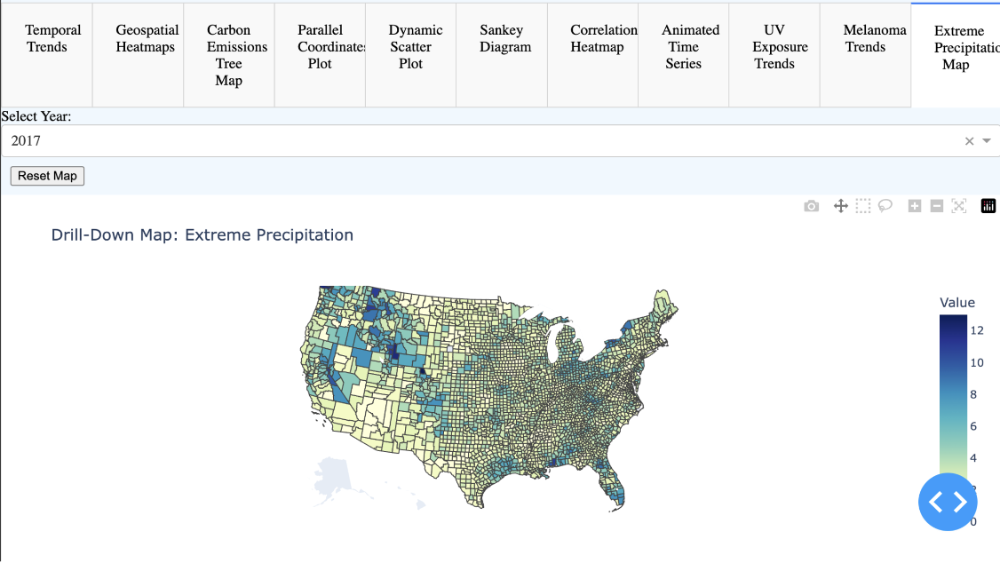 Temporal
Trends
Geospatial
Heatmaps
Carbon
Emissions
Tree
Map
Parallel
Coordinates
Plot
Dynamic
Scatter
Plot
Sankey
Diagram
Correlation
Heatmap
Animated
Time
Series
UV
Exposure
Trends
Melanoma
Trends
Extreme
Precipitatio
Map
Select Year:
2017
Reset Map
Drill-Down Map: Extreme Precipitation
Value
12
10
8
6
4
2
0